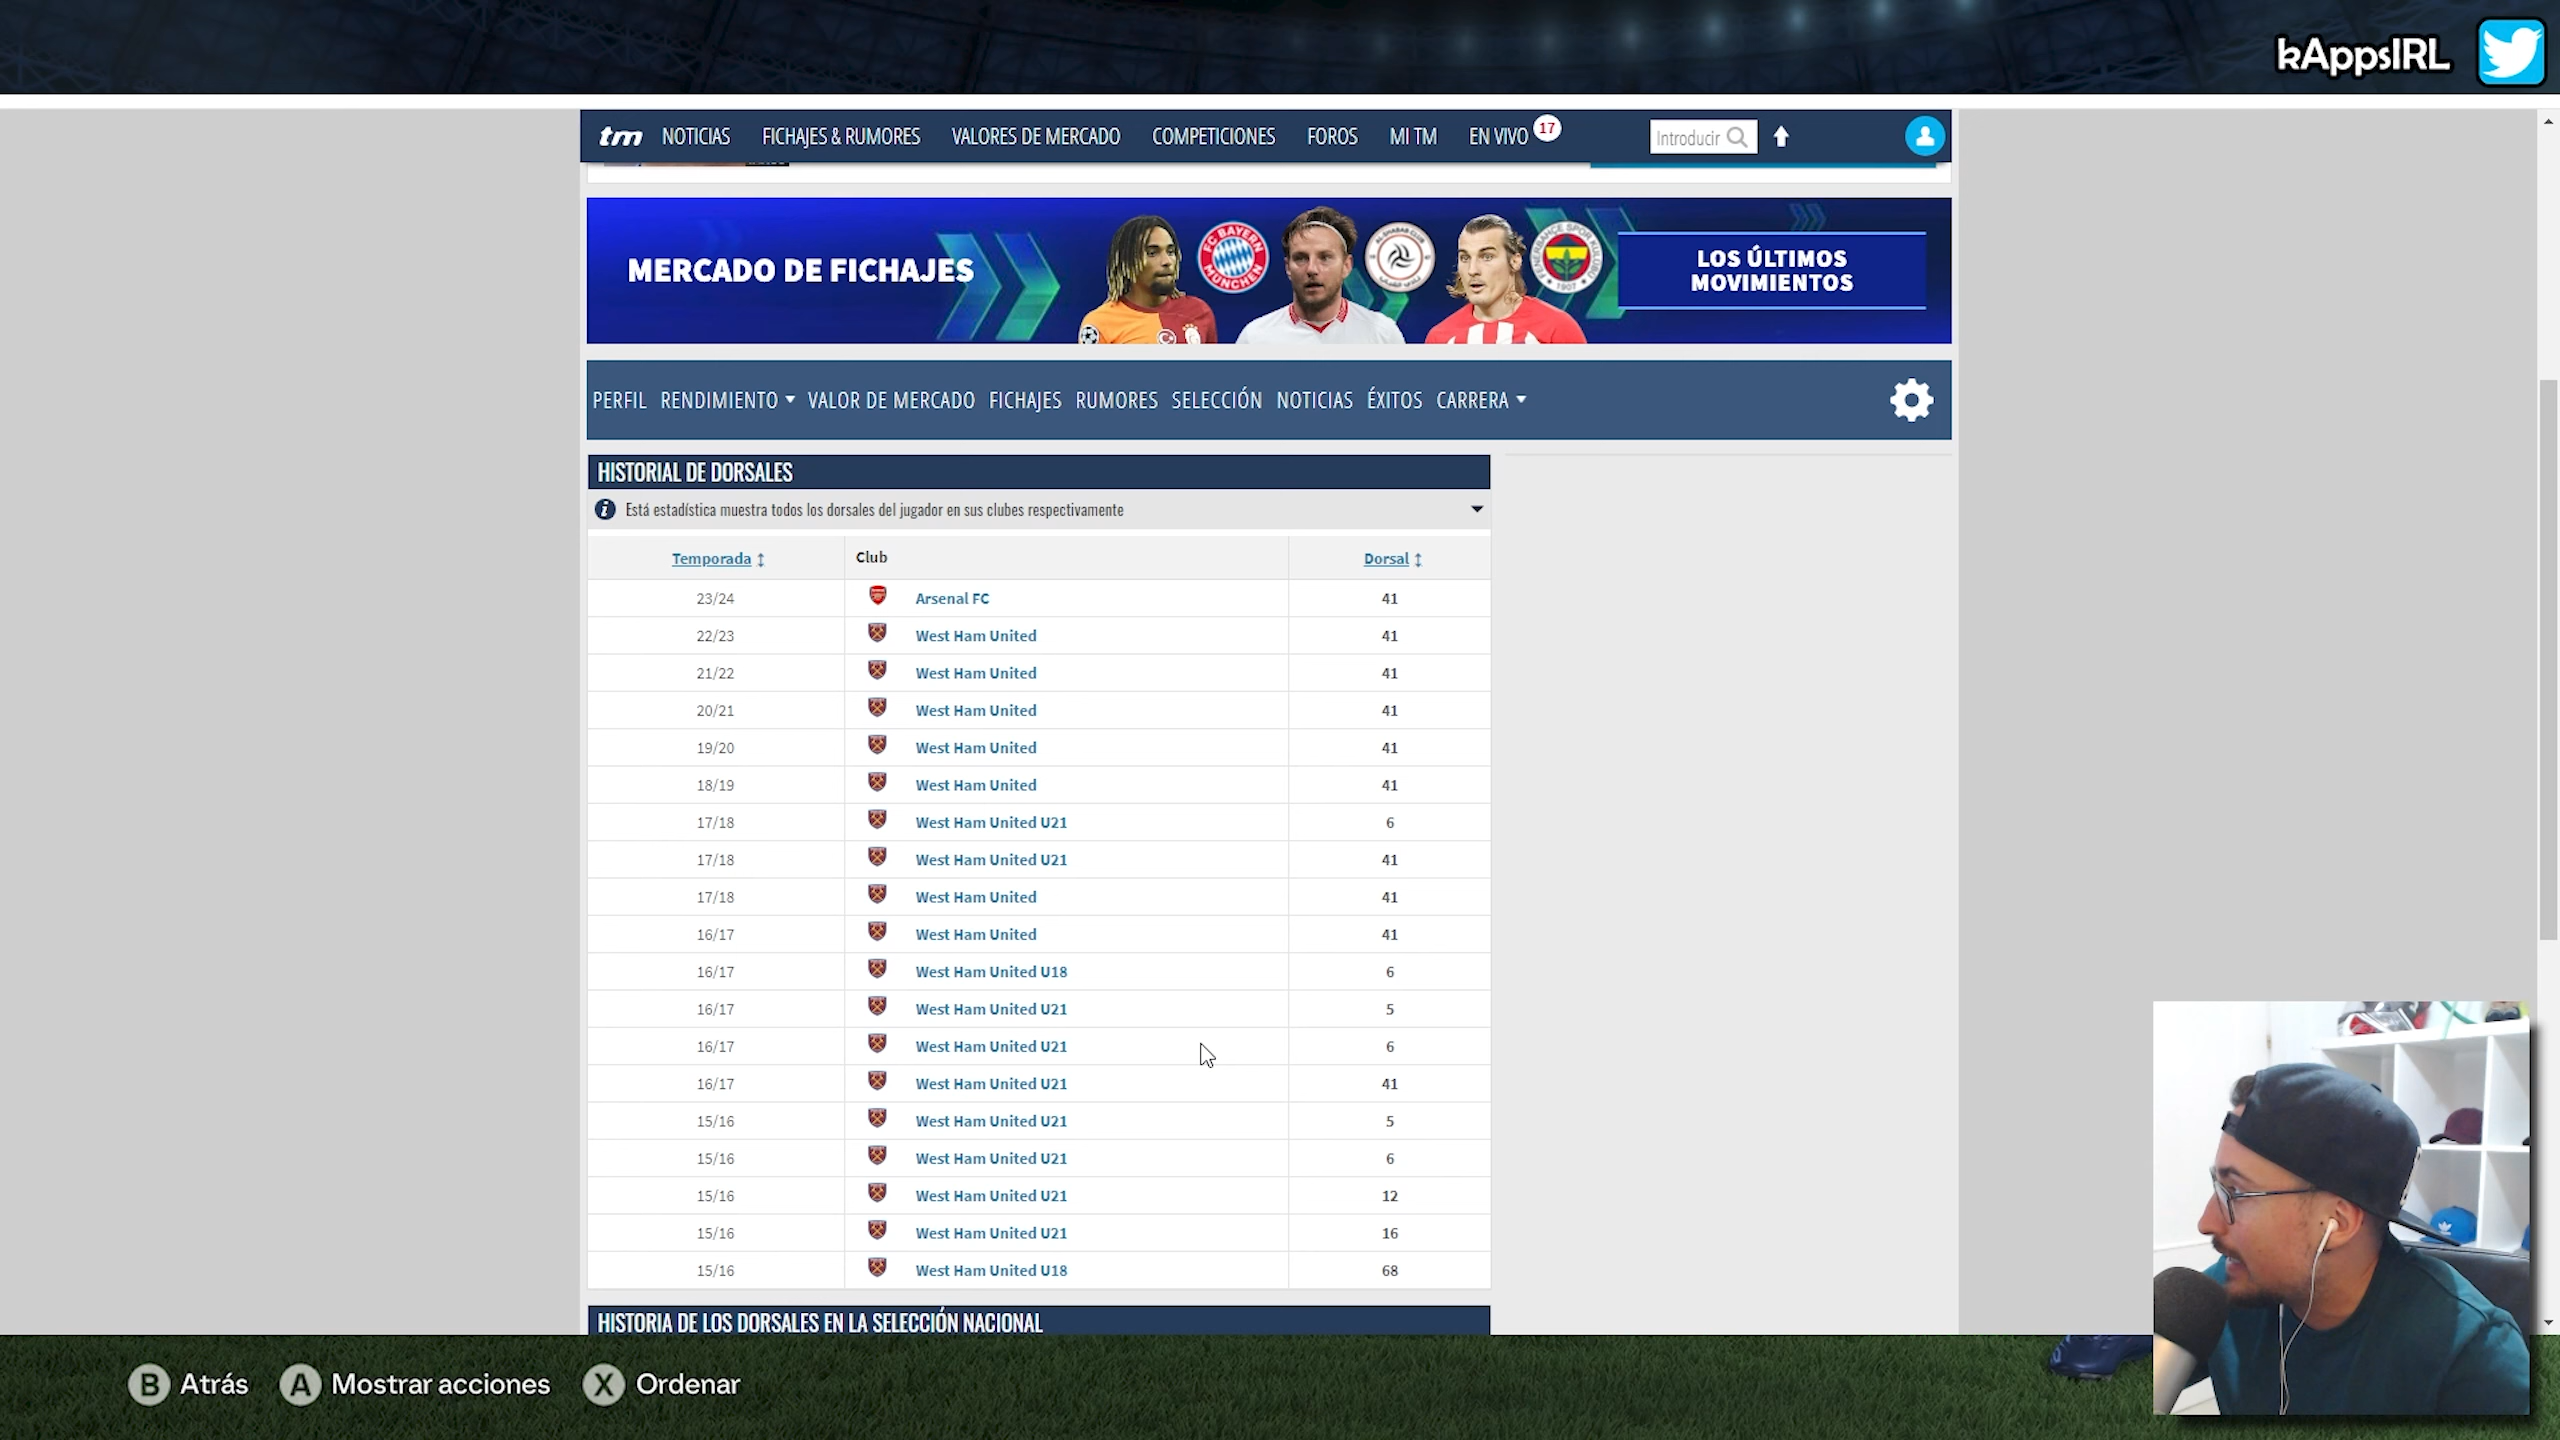 kAppsIRL
tm NOTICIAS FICHAJES & RUMORES VALORES DE MERCADO COMPETICIONES FOROS MI TM EN VIVO 17 Introducir
MERCADO DE FICHAJES
FC BAYERN MÜNCHEN
FENERBAHÇE SPOR KULÜBÜ 1907
LOS ÚLTIMOS
MOVIMIENTOS
PERFIL RENDIMIENTO VALOR DE MERCADO FICHAJES RUMORES SELECCIÓN NOTICIAS ÉXITOS CARRERA
HISTORIAL DE DORSALES
i Está estadística muestra todos los dorsales del jugador en sus clubes respectivamente
Temporada ↕ Club Dorsal ↕
23/24 Arsenal FC 41
22/23 West Ham United 41
21/22 West Ham United 41
20/21 West Ham United 41
19/20 West Ham United 41
18/19 West Ham United 41
17/18 West Ham United U21 6
17/18 West Ham United U21 41
17/18 West Ham United 41
16/17 West Ham United 41
16/17 West Ham United U18 6
16/17 West Ham United U21 5
16/17 West Ham United U21 6
16/17 West Ham United U21 41
15/16 West Ham United U21 5
15/16 West Ham United U21 6
15/16 West Ham United U21 12
15/16 West Ham United U21 16
15/16 West Ham United U18 68
HISTORIA DE LOS DORSALES EN LA SELECCIÓN NACIONAL
B Atrás A Mostrar acciones X Ordenar